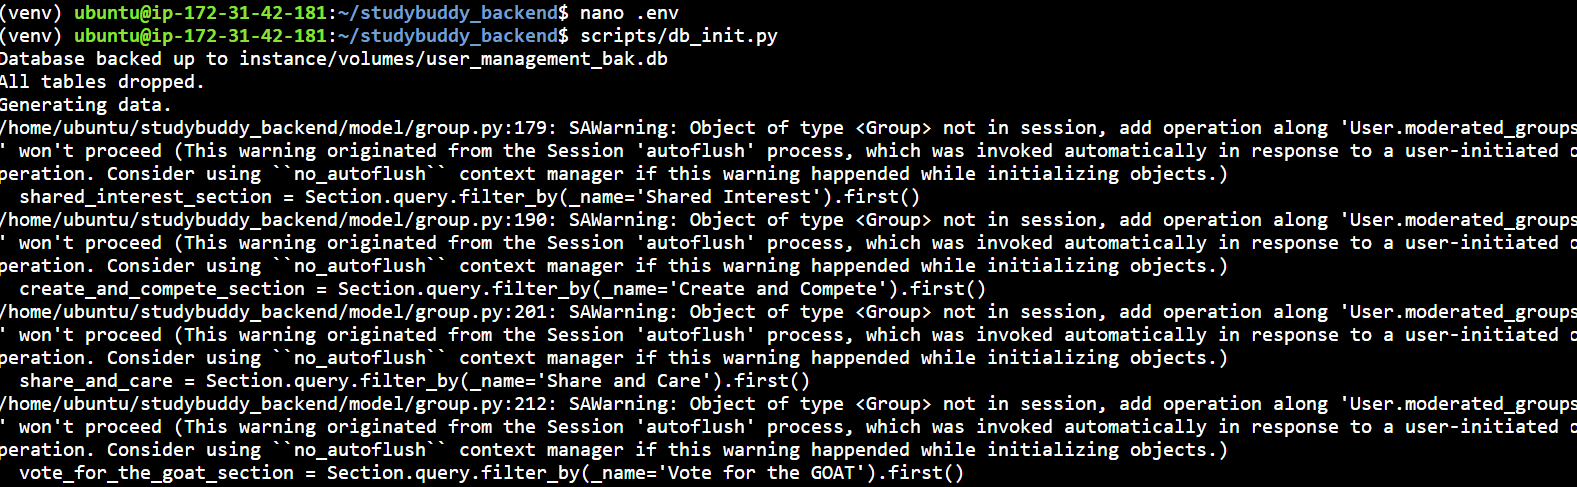 (venv) ubuntu@ip-172-31-42-181:~/studybuddy_backend$ nano .env
(venv) ubuntu@ip-172-31-42-181:~/studybuddy_backend$ scripts/db_init.py
Database backed up to instance/volumes/user_management_bak.db
All tables dropped.
Generating data.
/home/ubuntu/studybuddy_backend/model/group.py:179: SAWarning: Object of type <Group> not in session, add operation along 'User.moderated_groups
' won't proceed (This warning originated from the Session 'autoflush' process, which was invoked automatically in response to a user-initiated o
peration. Consider using ``no_autoflush`` context manager if this warning happended while initializing objects.)
  shared_interest_section = Section.query.filter_by(_name='Shared Interest').first()
/home/ubuntu/studybuddy_backend/model/group.py:190: SAWarning: Object of type <Group> not in session, add operation along 'User.moderated_groups
' won't proceed (This warning originated from the Session 'autoflush' process, which was invoked automatically in response to a user-initiated o
peration. Consider using ``no_autoflush`` context manager if this warning happended while initializing objects.)
  create_and_compete_section = Section.query.filter_by(_name='Create and Compete').first()
/home/ubuntu/studybuddy_backend/model/group.py:201: SAWarning: Object of type <Group> not in session, add operation along 'User.moderated_groups
' won't proceed (This warning originated from the Session 'autoflush' process, which was invoked automatically in response to a user-initiated o
peration. Consider using ``no_autoflush`` context manager if this warning happended while initializing objects.)
  share_and_care = Section.query.filter_by(_name='Share and Care').first()
/home/ubuntu/studybuddy_backend/model/group.py:212: SAWarning: Object of type <Group> not in session, add operation along 'User.moderated_groups
' won't proceed (This warning originated from the Session 'autoflush' process, which was invoked automatically in response to a user-initiated o
peration. Consider using ``no_autoflush`` context manager if this warning happended while initializing objects.)
  vote_for_the_goat_section = Section.query.filter_by(_name='Vote for the GOAT').first()